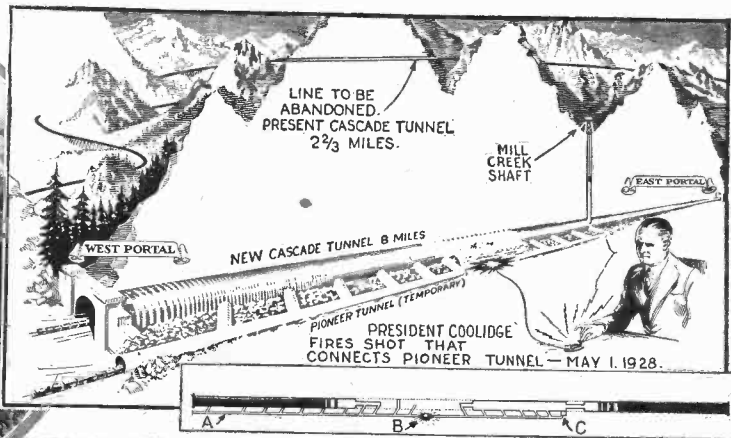 LINE TO BE
ABANDONED.
PRESENT CASCADE TUNNEL
2⅔ MILES.
MILL
CREEK
SHAFT
EAST PORTAL
WEST PORTAL
NEW CASCADE TUNNEL 8 MILES
PIONEER TUNNEL (TEMPORARY)
PRESIDENT COOLIDGE
FIRES SHOT THAT
CONNECTS PIONEER TUNNEL — MAY 1. 1928.
A
B
C